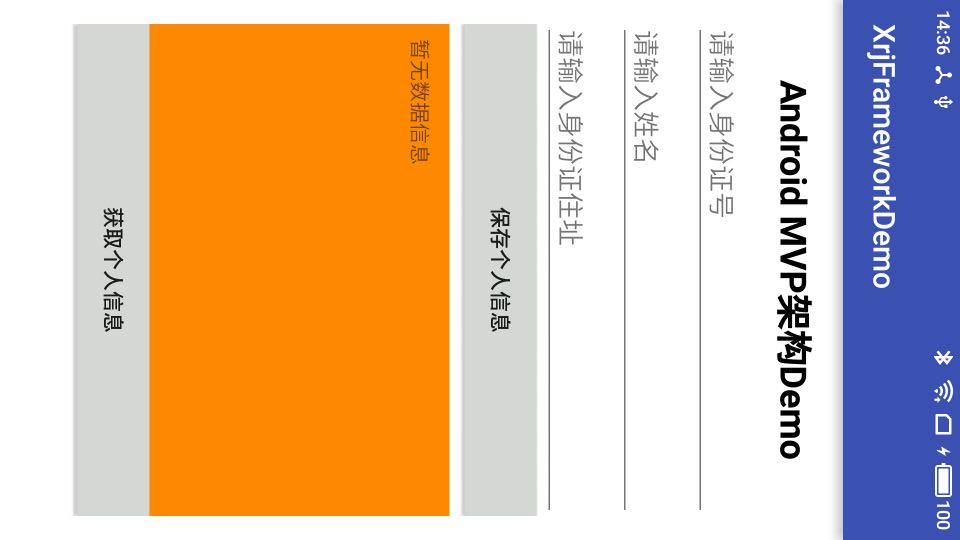 14:36
100
XrjFrameworkDemo
Android MVP架构Demo
请输入身份证号
请输入姓名
请输入身份证住址
保存个人信息
暂无数据信息
获取个人信息